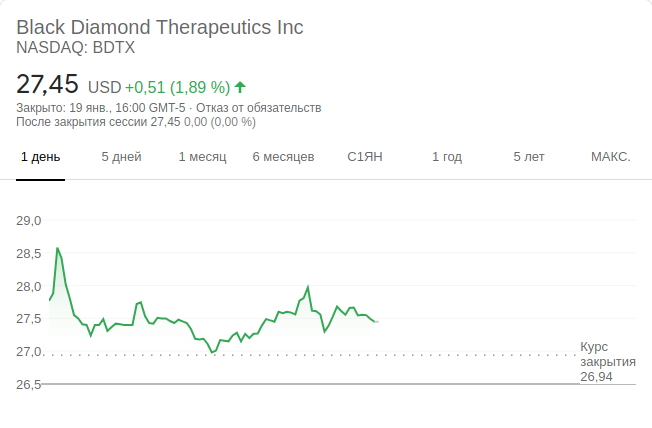 Black Diamond Therapeutics Inc
NASDAQ: BDTX
27,45 USD +0,51 (1,89 %)
Закрыто: 19 янв., 16:00 GMT-5 · Отказ от обязательств
После закрытия сессии 27,45 0,00 (0,00 %)
1 день 5 дней 1 месяц 6 месяцев С1ЯН 1 год 5 лет МАКС.
29,0
28,5
28,0
27,5
27,0
Курс
закрытия
26,94
26,5